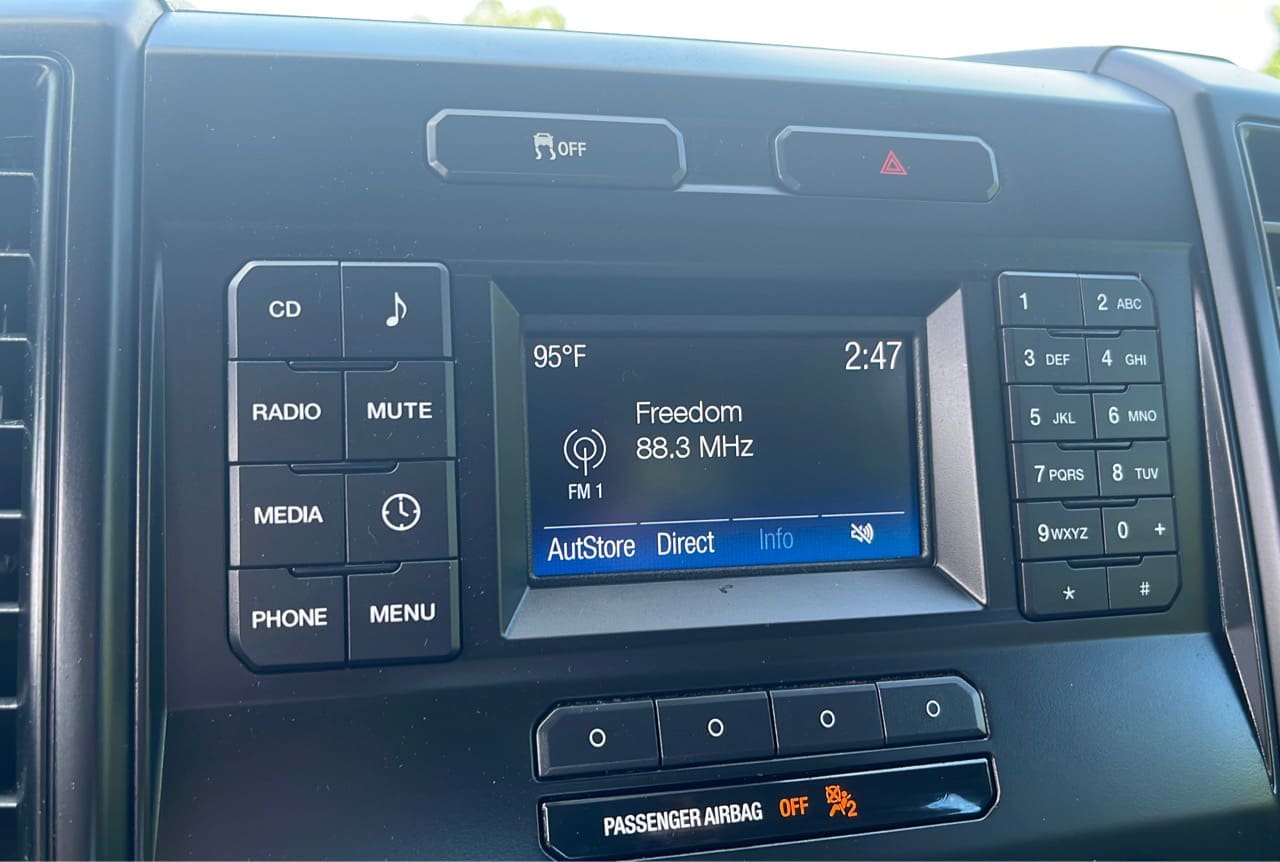 OFF
CD
RADIO MUTE
MEDIA
PHONE MENU
95°F 2:47
Freedom
88.3 MHz
FM 1
AutStore Direct Info
1 2 ABC
3 DEF 4 GHI
5 JKL 6 MNO
7 PQRS 8 TUV
9 WXYZ 0 +
* #
PASSENGER AIRBAG OFF 2